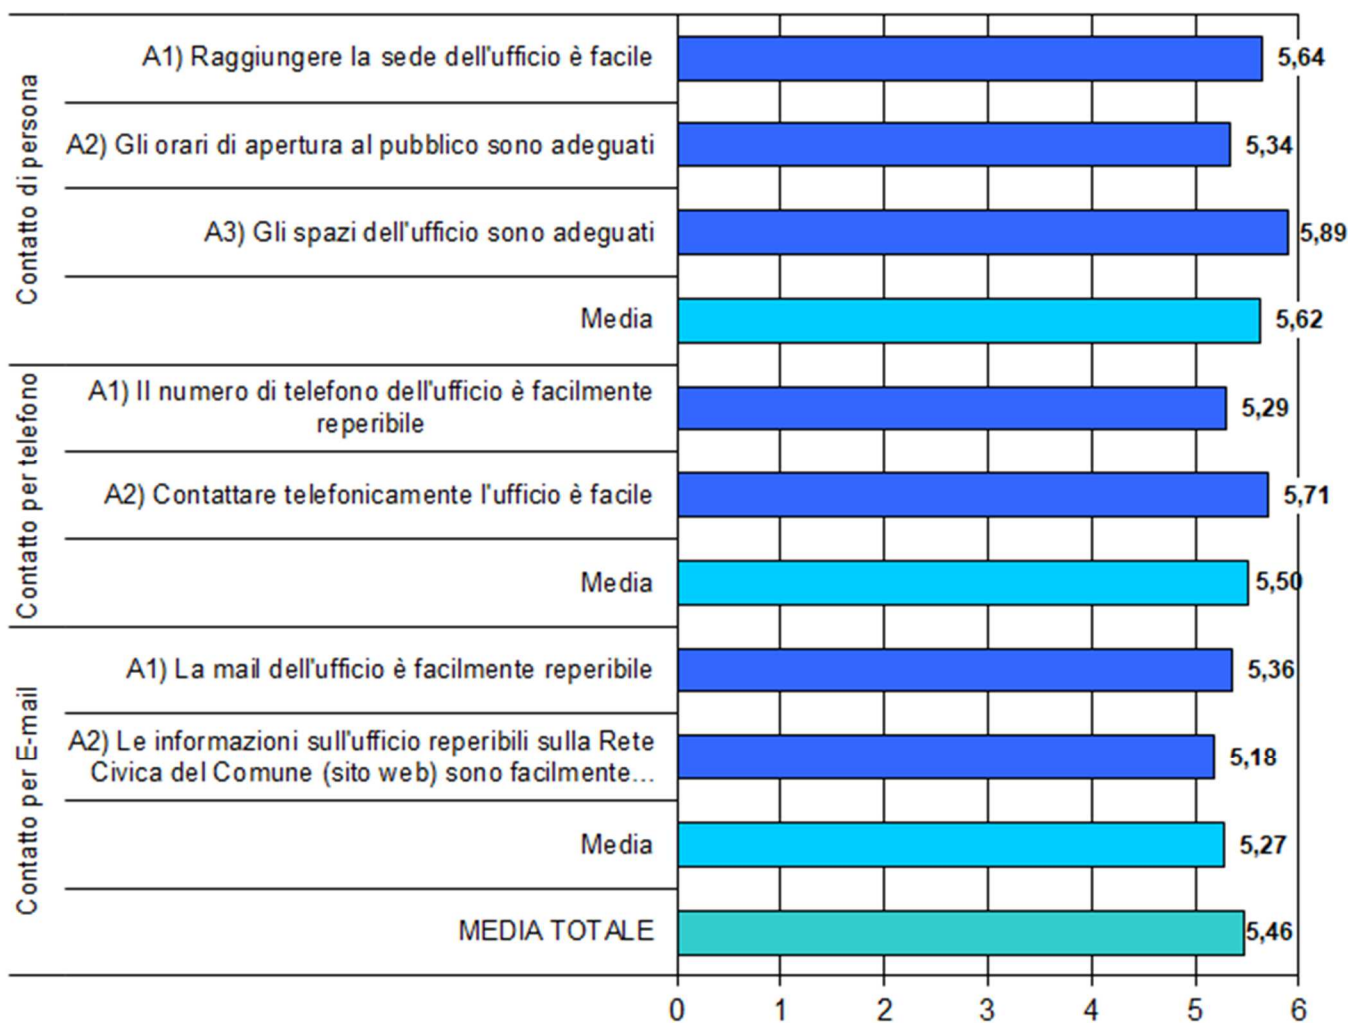 Contatto di persona
A1) Raggiungere la sede dell'ufficio è facile
5,64
A2) Gli orari di apertura al pubblico sono adeguati
5,34
A3) Gli spazi dell'ufficio sono adeguati
5,89
Media
5,62
Contatto per telefono
A1) Il numero di telefono dell'ufficio è facilmente
reperibile
5,29
A2) Contattare telefonicamente l'ufficio è facile
5,71
Media
5,50
Contatto per E-mail
A1) La mail dell'ufficio è facilmente reperibile
5,36
A2) Le informazioni sull'ufficio reperibili sulla Rete
Civica del Comune (sito web) sono facilmente...
5,18
Media
5,27
MEDIA TOTALE
5,46
0 1 2 3 4 5 6